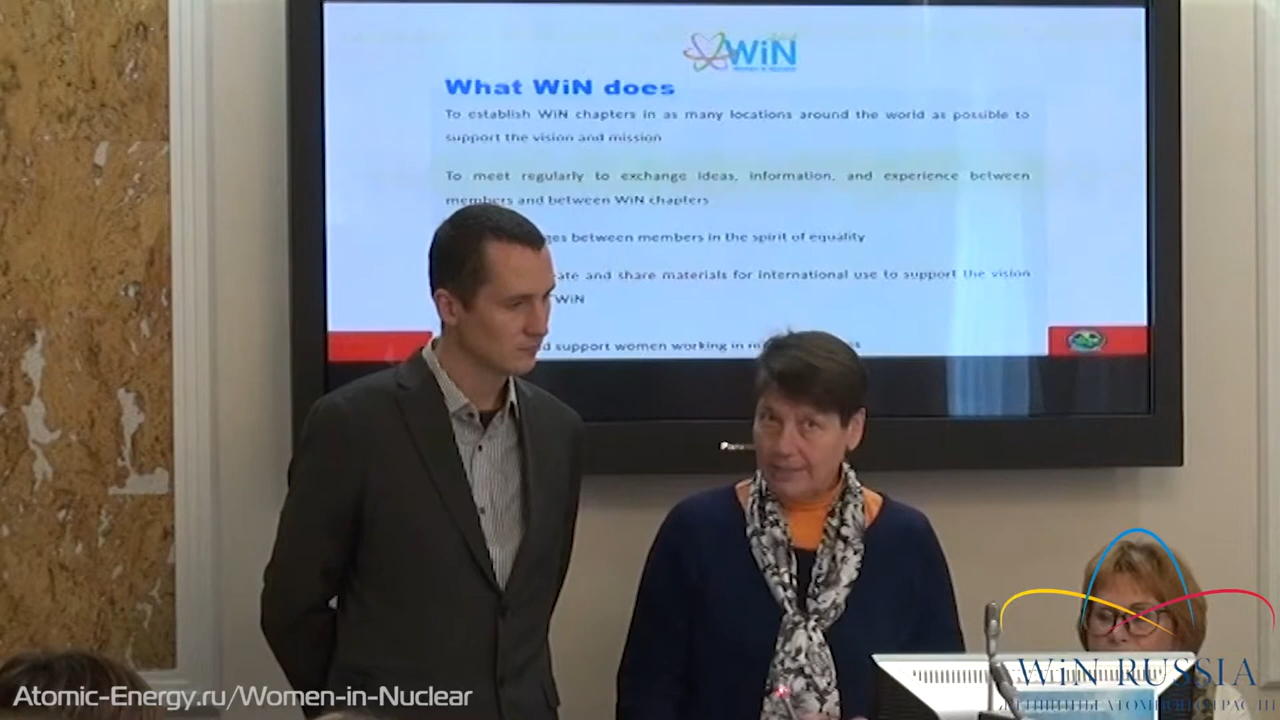 WiN
What WiN does
To establish WiN chapters in as many locations around the world as possible to
support the vision and mission
To meet regularly to exchange ideas, information, and experience between
members and between WiN chapters
between members in the spirit of equality
and share materials for international use to support the vision
WiN
support women working in
Atomic-Energy.ru/Women-in-Nuclear
WiN RUSSIA